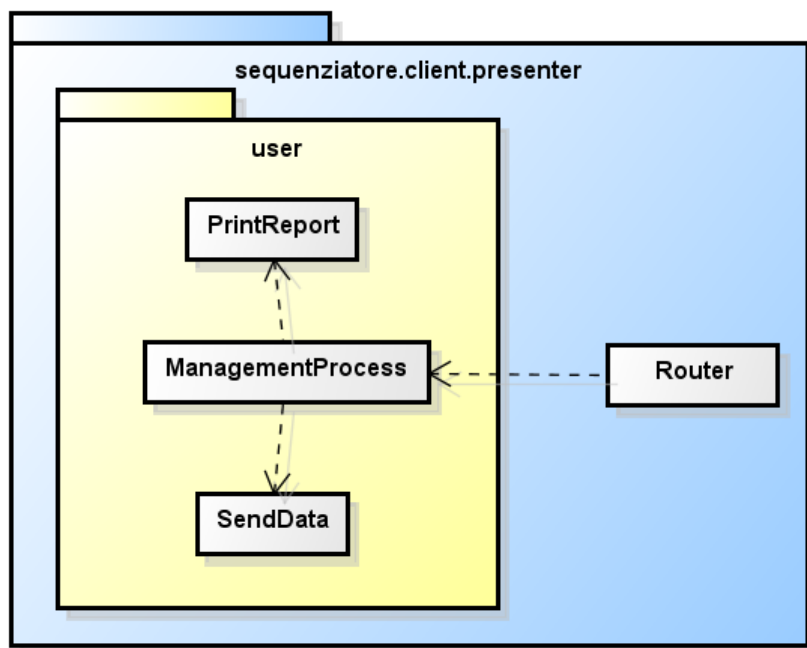 sequenziatore.client.presenter
user
PrintReport
ManagementProcess
Router
SendData